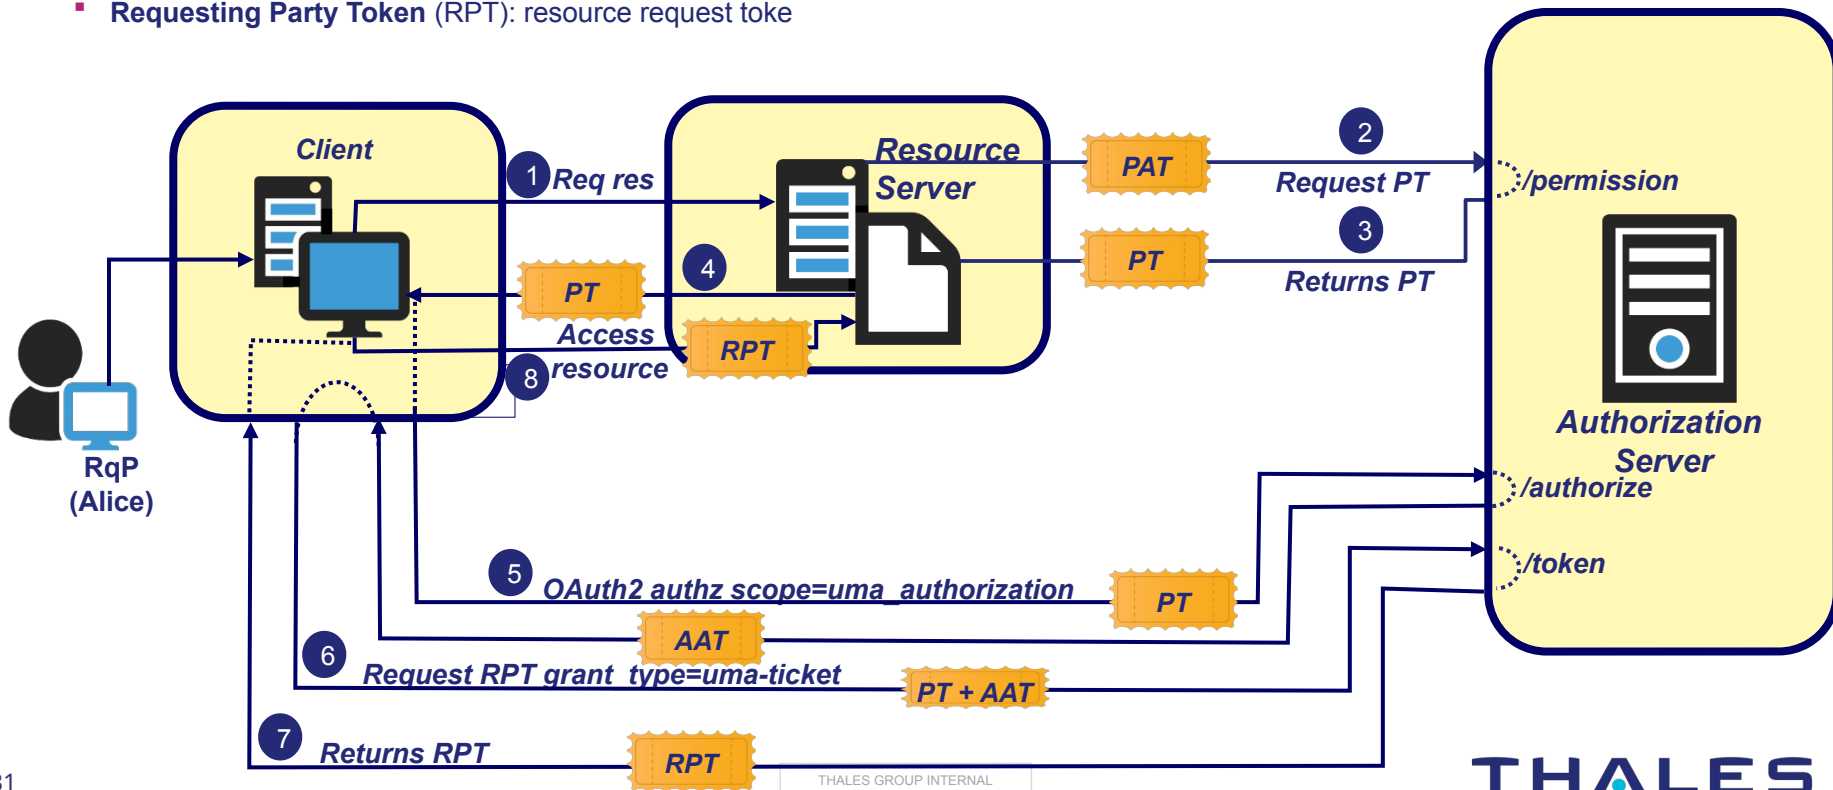 Requesting Party Token (RPT): resource request toke
Client
1
Req res
Resource
Server
PAT
2
Request PT
/permission
3
PT
Returns PT
4
PT
Access
resource
RPT
8
RqP
(Alice)
Authorization
Server
/authorize
/token
5
OAuth2 authz scope=uma_authorization
PT
AAT
6
Request RPT grant_type=uma-ticket
PT + AAT
7
Returns RPT
RPT
31
THALES GROUP INTERNAL
THALES